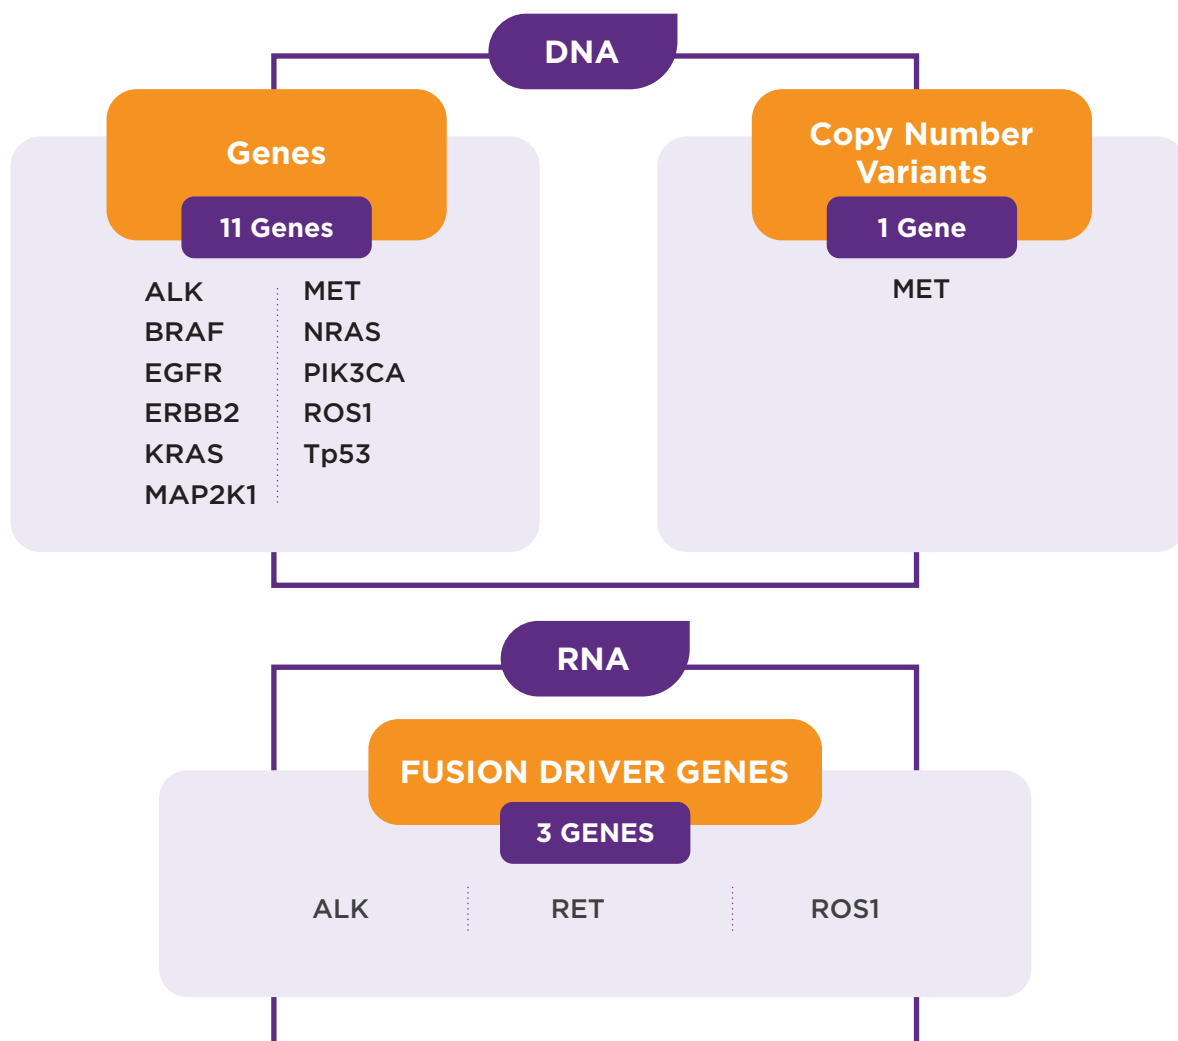 DNA
Genes
11 Genes
ALK
BRAF
EGFR
ERBB2
KRAS
MAP2K1
MET
NRAS
PIK3CA
ROS1
Tp53
Copy Number
Variants
1 Gene
MET
RNA
FUSION DRIVER GENES
3 GENES
ALK
RET
ROS1